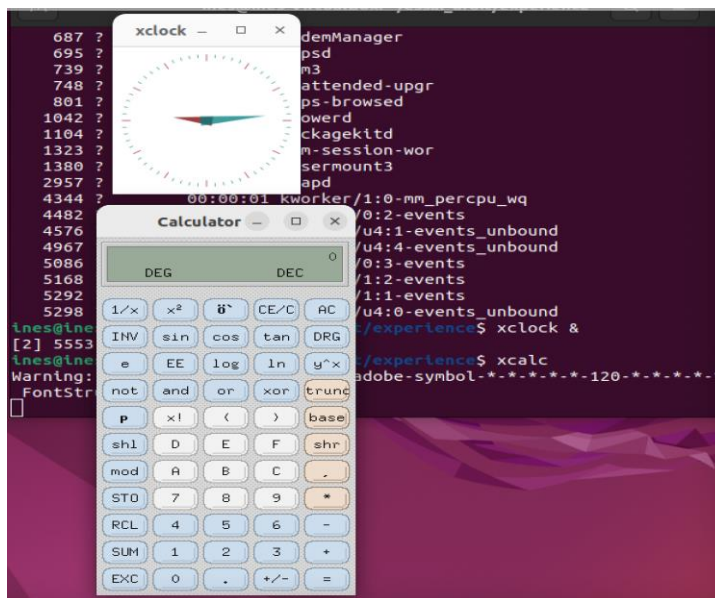 687 ? demManager
695 ? psd
739 ? m3
748 ? attended-upgr
801 ? ps-browsed
1042 ? owerd
1104 ? ckagekitd
1323 ? m-session-wor
1380 ? sermount3
2957 ? apd
4344 ? 00:00:01 kworker/1:0-mm_percpu_wq
4482 /0:2-events
4576 /u4:1-events_unbound
4967 /u4:4-events_unbound
5086 /0:3-events
5168 /1:2-events
5292 /1:1-events
5298 /u4:0-events_unbound
ines@ine t/experience$ xclock &
[2] 5553
ines@ine t/experience$ xcalc
Warning: adobe-symbol-*-*-*-*-*-120-*-*-*-*-
FontStr
xclock
Calculator
0
DEG DEC
1/x x² ö` CE/C AC
INV sin cos tan DRG
e EE log ln y^x
not and or xor trunc
p x! ( ) base
shl D E F shr
mod A B C
STO 7 8 9 *
RCL 4 5 6 -
SUM 1 2 3 +
EXC 0 . +/- =